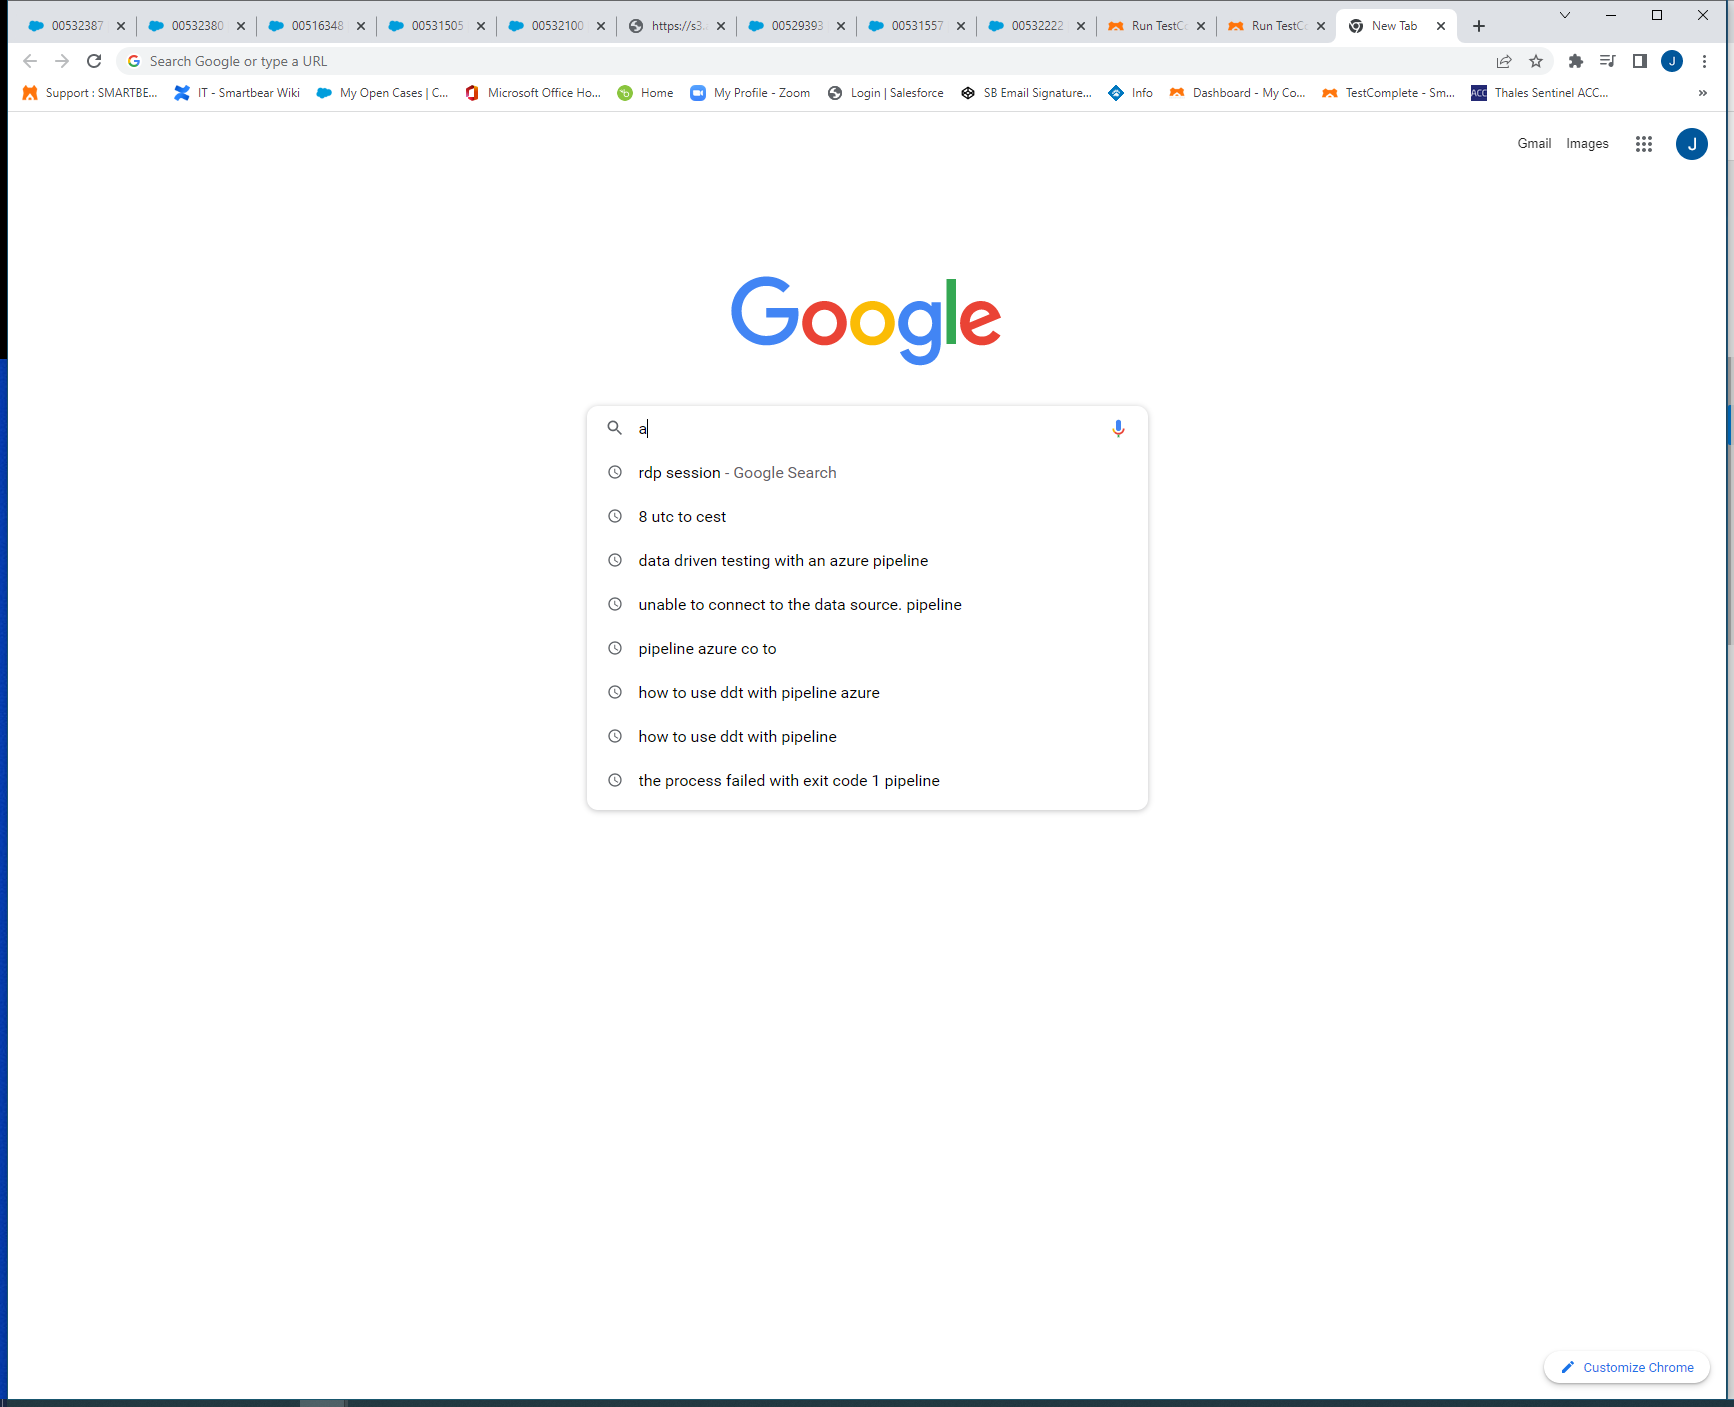 00532387
00532380
00516348
00531505
00532100
https://s3.
00529393
00531557
00532222
Run TestCo
Run TestCo
New Tab
Search Google or type a URL
Support : SMARTBE...
IT - Smartbear Wiki
My Open Cases | C...
Microsoft Office Ho...
Home
My Profile - Zoom
Login | Salesforce
SB Email Signature...
Info
Dashboard - My Co...
TestComplete - Sm...
ACC
Thales Sentinel ACC...
»
J
Gmail
Images
J
Google
a
rdp session - Google Search
8 utc to cest
data driven testing with an azure pipeline
unable to connect to the data source. pipeline
pipeline azure co to
how to use ddt with pipeline azure
how to use ddt with pipeline
the process failed with exit code 1 pipeline
Customize Chrome